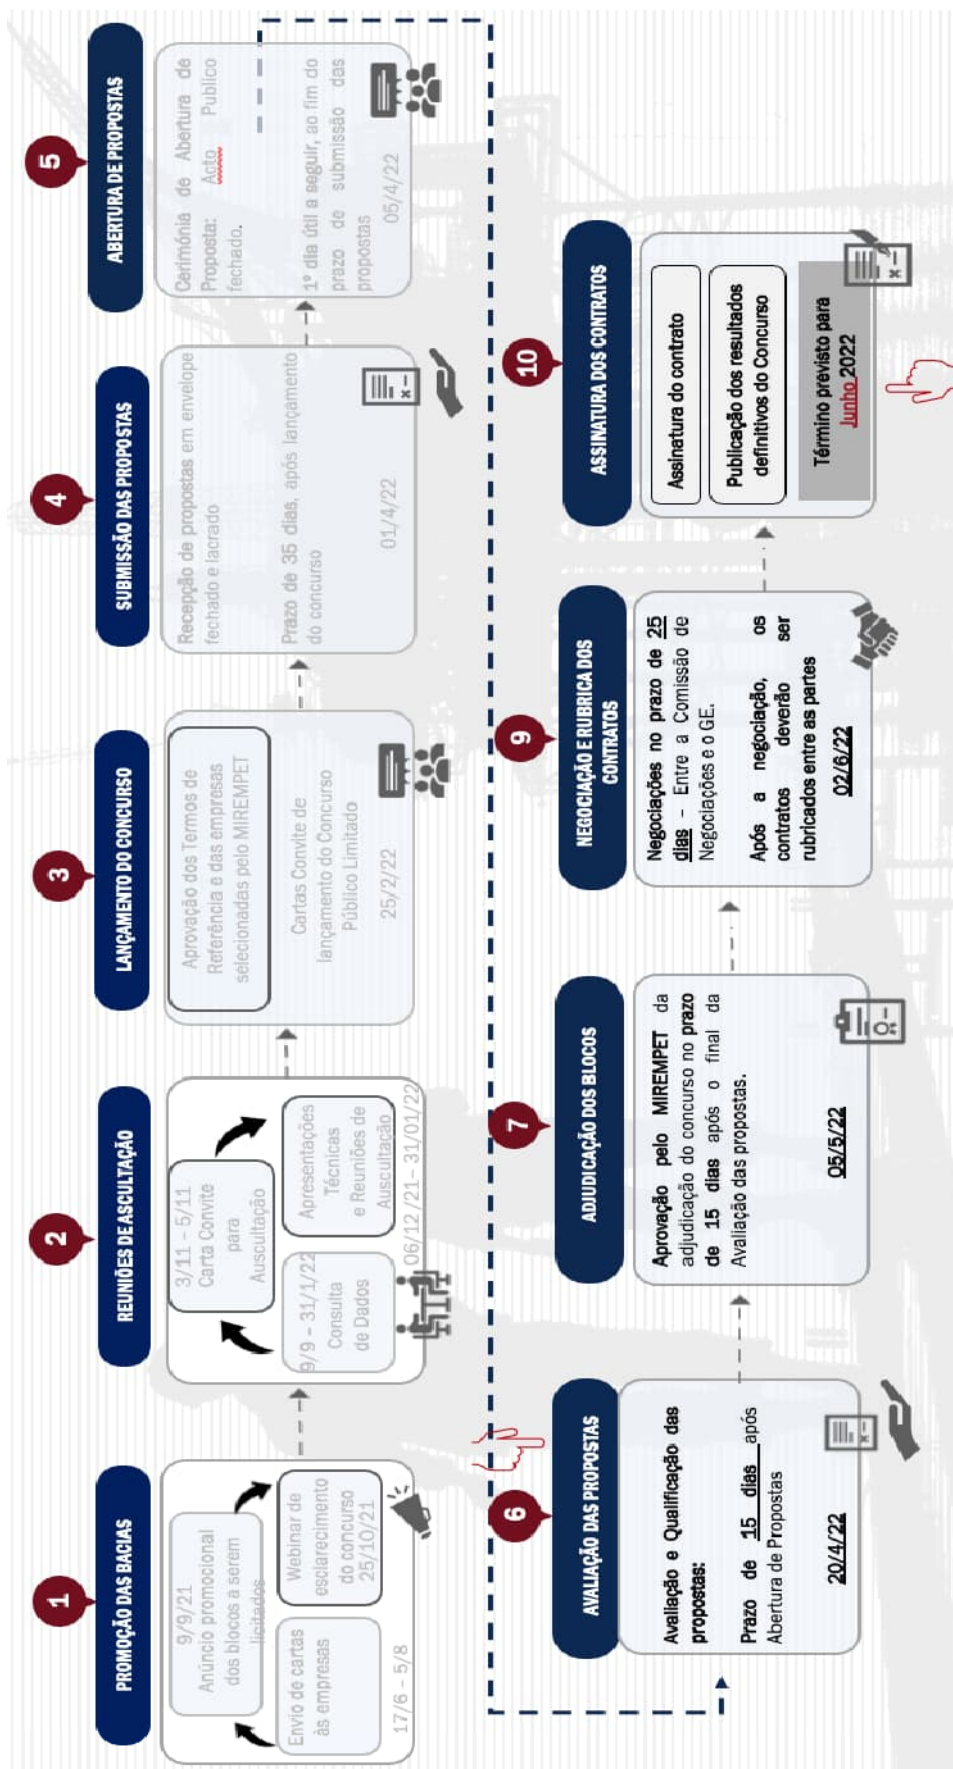 1
PROMOÇÃO DAS BACIAS
9/9/21
Anúncio promocional
dos blocos a serem
licitados
Envio de cartas
às empresas
Webinar de
esclarecimento
do concurso
25/10/21
17/6 – 5/8
2
REUNIÕES DE ASCULTAÇÃO
3/11 – 5/11
Carta Convite
para
Auscultação
9/9 – 31/1/22
Consulta
de Dados
Apresentações
Técnicas
e Reuniões de
Auscultação
06/12 /21 – 31/01/22
3
LANÇAMENTO DO CONCURSO
Aprovação dos Termos de
Referência e das empresas
selecionadas pelo MIREMPET
Cartas Convite de
lançamento do Concurso
Público Limitado
25/2/22
4
SUBMISSÃO DAS PROPOSTAS
Recepção de propostas em envelope
fechado e lacrado
Prazo de 35 dias, após lançamento
do concurso
01/4/22
5
ABERTURA DE PROPOSTAS
Cerimónia de Abertura de
Proposta: Acto Publico
fechado.
1º dia útil a seguir, ao fim do
prazo de submissão das
propostas
05/4/22
6
AVALIAÇÃO DAS PROPOSTAS
Avaliação e Qualificação das
propostas:
Prazo de 15 dias após
Abertura de Propostas
20/4/22
7
ADJUDICAÇÃO DOS BLOCOS
Aprovação pelo MIREMPET da
adjudicação do concurso no prazo
de 15 dias após o final da
Avaliação das propostas.
05/5/22
9
NEGOCIAÇÃO E RUBRICA DOS
CONTRATOS
Negociações no prazo de 25
dias – Entre a Comissão de
Negociações e o GE.
Após a negociação, os
contratos deverão ser
rubricados entre as partes
02/6/22
10
ASSINATURA DOS CONTRATOS
Assinatura do contrato
Publicação dos resultados
definitivos do Concurso
Término previsto para
Junho 2022